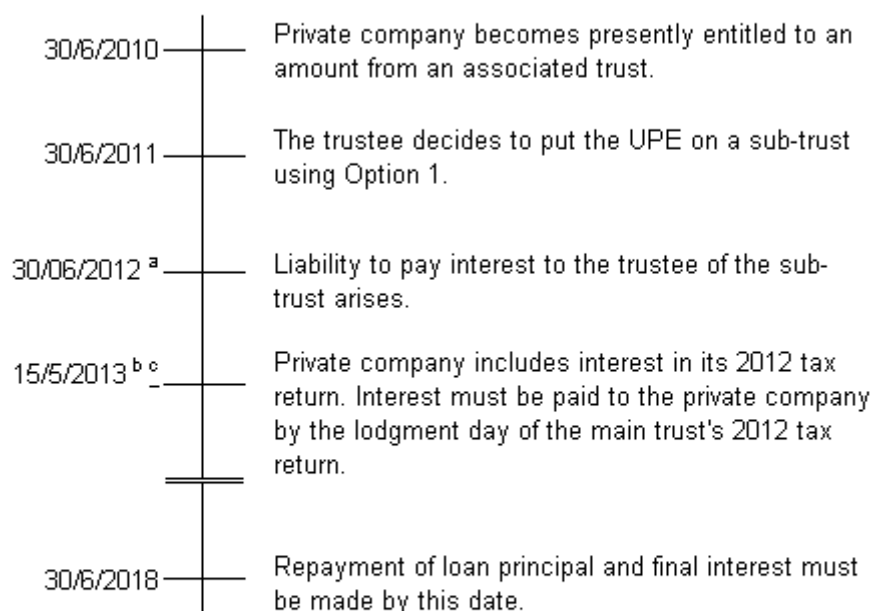 30/6/2010
Private company becomes presently entitled to an
amount from an associated trust.
30/6/2011
The trustee decides to put the UPE on a sub-trust
using Option 1.
30/06/2012 a
Liability to pay interest to the trustee of the sub-
trust arises.
15/5/2013 b c
Private company includes interest in its 2012 tax
return. Interest must be paid to the private company
by the lodgment day of the main trust's 2012 tax
return.
30/6/2018
Repayment of loan principal and final interest must
be made by this date.